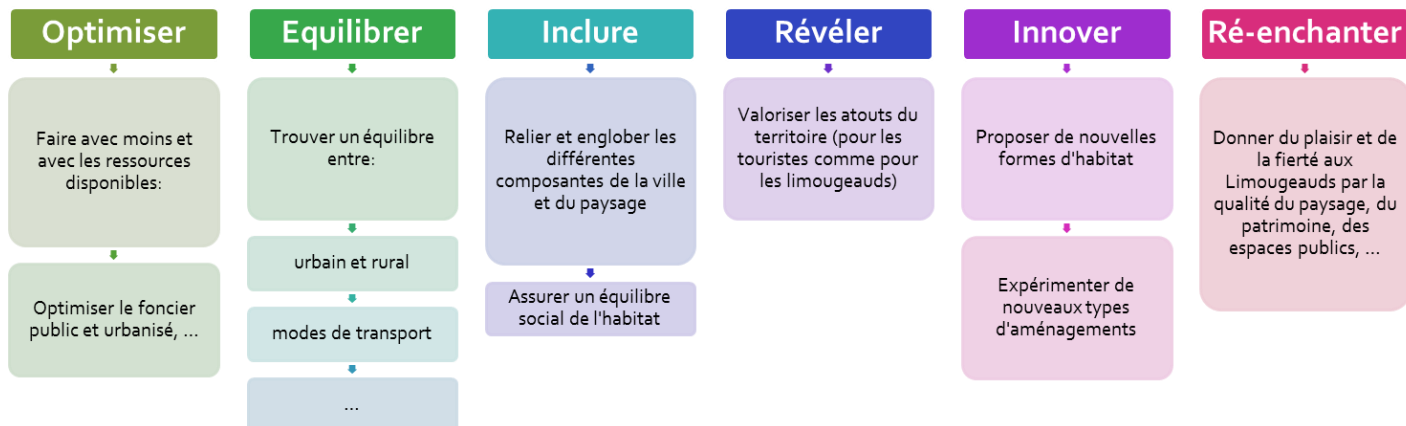 Optimiser
Faire avec moins et
avec les ressources
disponibles:
Optimiser le foncier
public et urbanisé, ...
Equilibrer
Trouver un équilibre
entre:
urbain et rural
modes de transport
...
Inclure
Relier et englober les
différentes
composantes de la ville
et du paysage
Assurer un équilibre
social de l'habitat
Révéler
Valoriser les atouts du
territoire (pour les
touristes comme pour
les limougeauds)
Innover
Proposer de nouvelles
formes d'habitat
Expérimenter de
nouveaux types
d'aménagements
Ré-enchanter
Donner du plaisir et de
la fierté aux
Limougeauds par la
qualité du paysage, du
patrimoine, des
espaces publics, ...